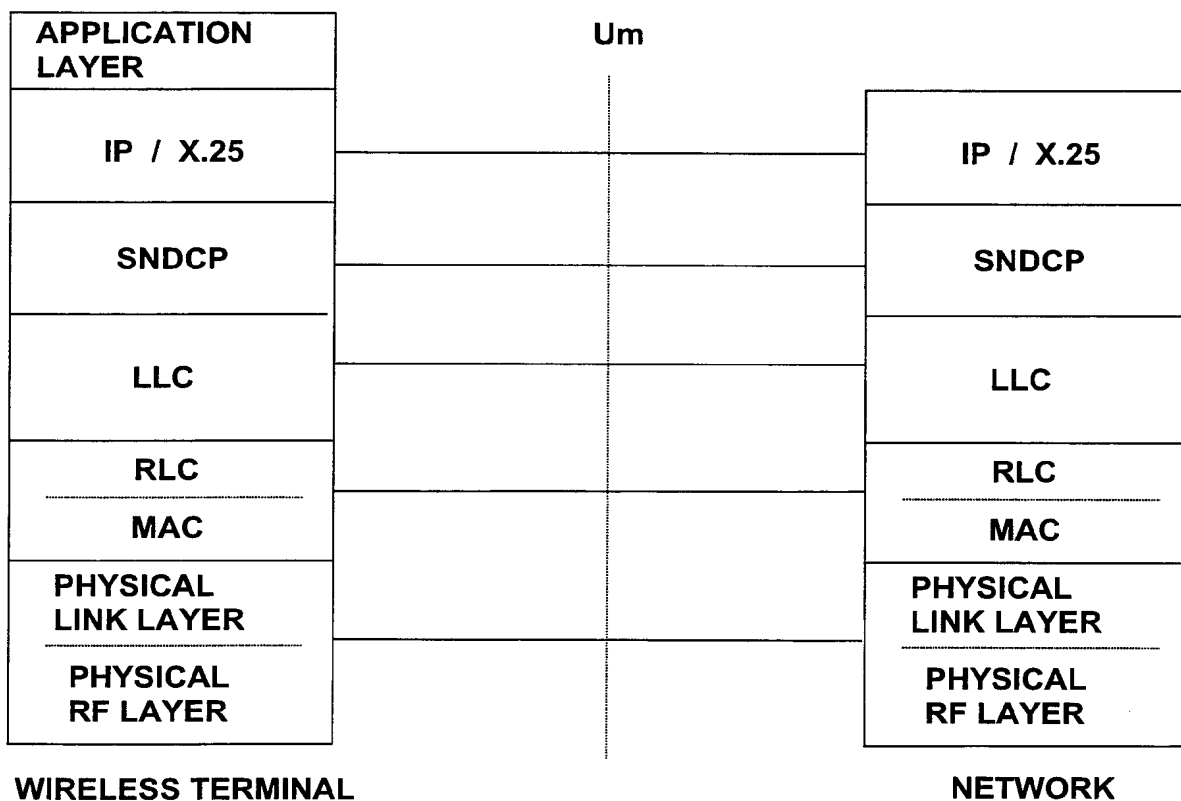 APPLICATION
LAYER
Um
IP / X.25
IP / X.25
SNDCP
SNDCP
LLC
LLC
RLC
RLC
MAC
MAC
PHYSICAL
LINK LAYER
PHYSICAL
LINK LAYER
PHYSICAL
RF LAYER
PHYSICAL
RF LAYER
WIRELESS TERMINAL
NETWORK